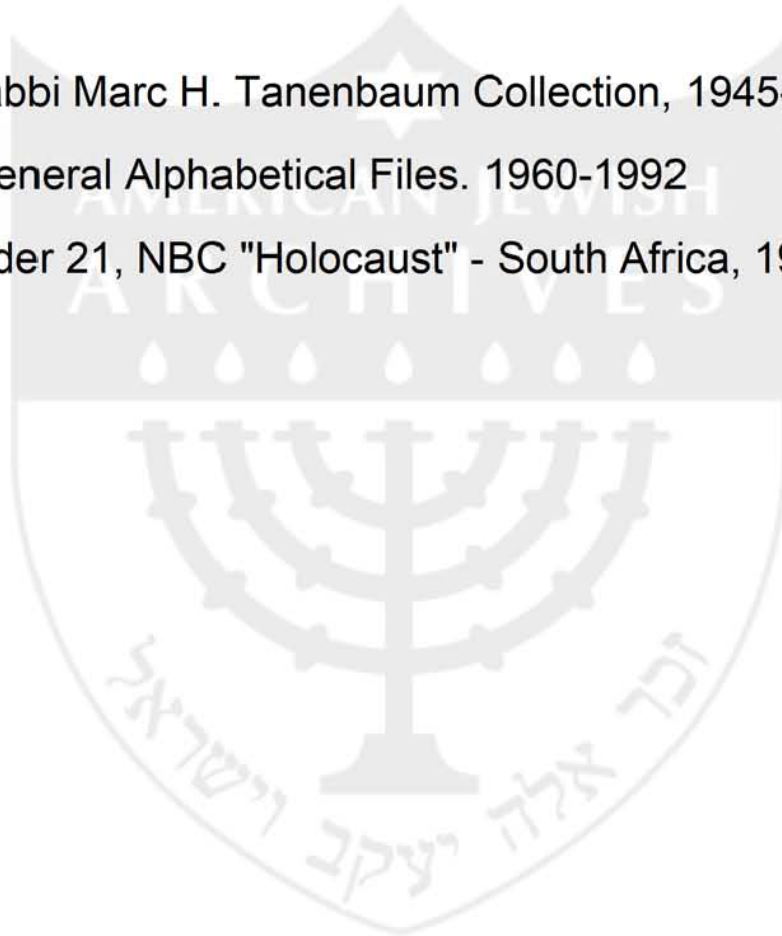 abbi Marc H. Tanenbaum Collection, 1945-
eneral Alphabetical Files. 1960-1992
der 21, NBC "Holocaust" - South Africa, 19
AMERICAN JEWISH
ARCHIVES
זכר אלה יעקב וישראל